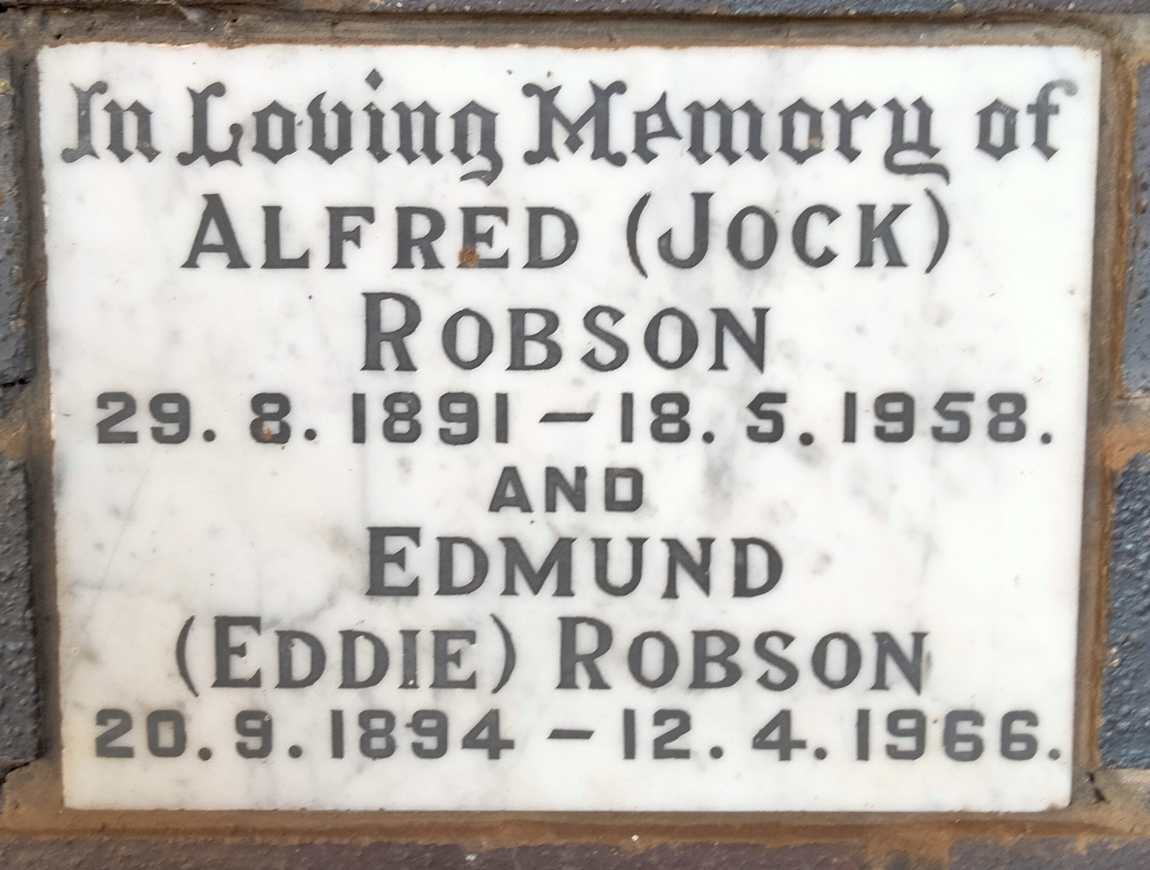 In Loving Memory of
ALFRED (JOCK)
ROBSON
29. 8. 1891 – 18. 5. 1958.
AND
EDMUND
(EDDIE) ROBSON
20. 9. 1894 – 12. 4. 1966.